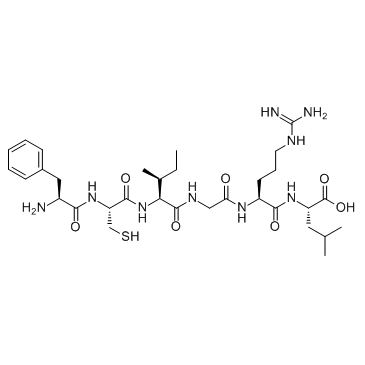 HN NH2
NH
O O O O
H N H N H N
H2N N H N H OH
O SH O O